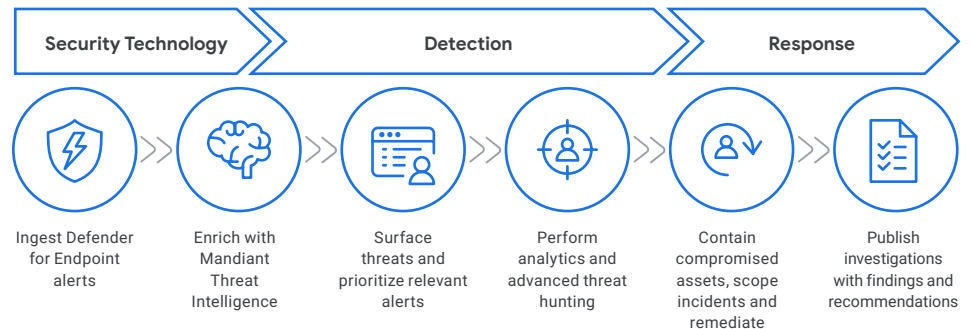 Security Technology
Detection
Response
Ingest Defender
for Endpoint
alerts
Enrich with
Mandiant
Threat
Intelligence
Surface
threats and
prioritize relevant
alerts
Perform
analytics and
advanced threat
hunting
Contain
compromised
assets, scope
incidents and
remediate
Publish
investigations
with findings and
recommendations